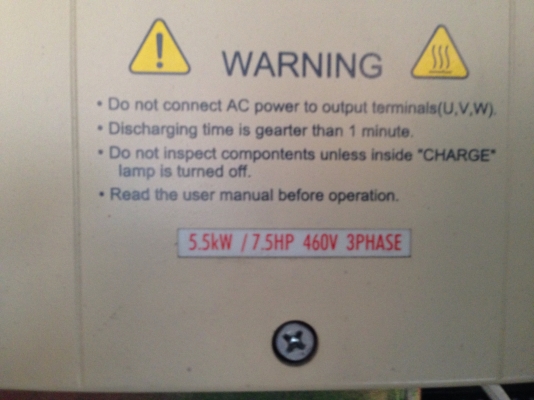 WARNING
• Do not connect AC power to output terminals(U,V,W).
• Discharging time is gearter than 1 minute.
• Do not inspect compontents unless inside "CHARGE"
lamp is turned off.
• Read the user manual before operation.
5.5kW / 7.5HP 460V 3PHASE